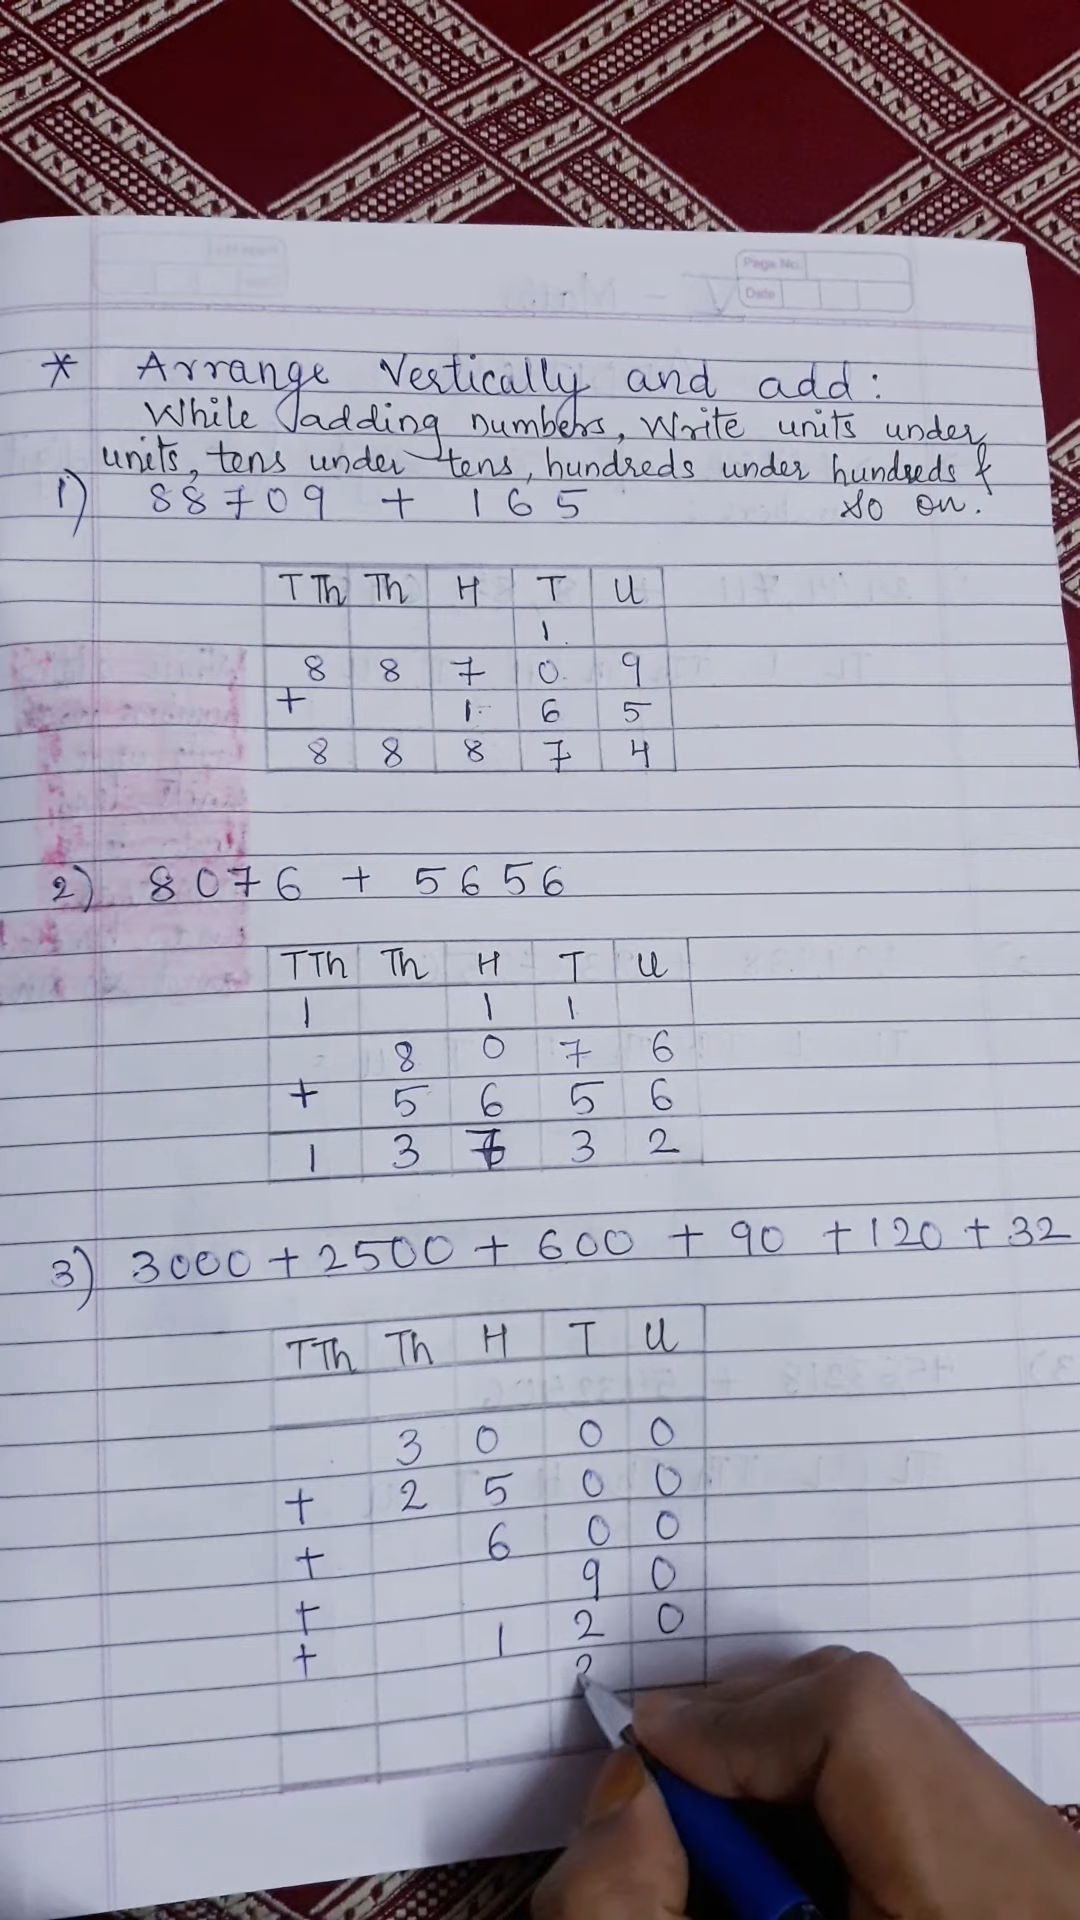 Page No.
Date
* Arrange Vertically and add:
While adding numbers, Write units under
units, tens under tens, hundreds under hundreds &
so on.
1) 88709 + 165
T Th Th H T U
1
8 8 7 0 9
+ 1 6 5
8 8 8 7 4
2) 8076 + 5656
TTh Th H T U
1 1 1
8 0 7 6
+ 5 6 5 6
1 3 7 3 2
3) 3000 + 2500 + 600 + 90 + 120 + 32
TTh Th H T U
3 0 0 0
+ 2 5 0 0
+ 6 0 0
+ 9 0
+ 1 2 0